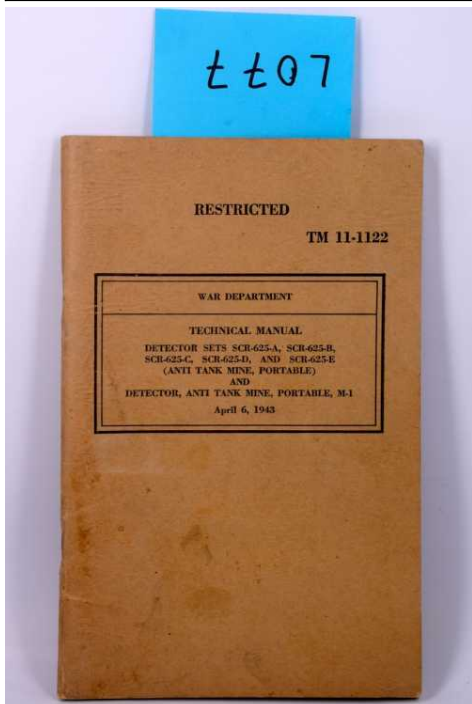 L077
RESTRICTED
TM 11-1122
WAR DEPARTMENT
TECHNICAL MANUAL
DETECTOR SETS SCR-625-A, SCR-625-B,
SCR-625-C, SCR-625-D, AND SCR-625-E
(ANTI TANK MINE, PORTABLE)
AND
DETECTOR, ANTI TANK MINE, PORTABLE, M-1
April 6, 1943